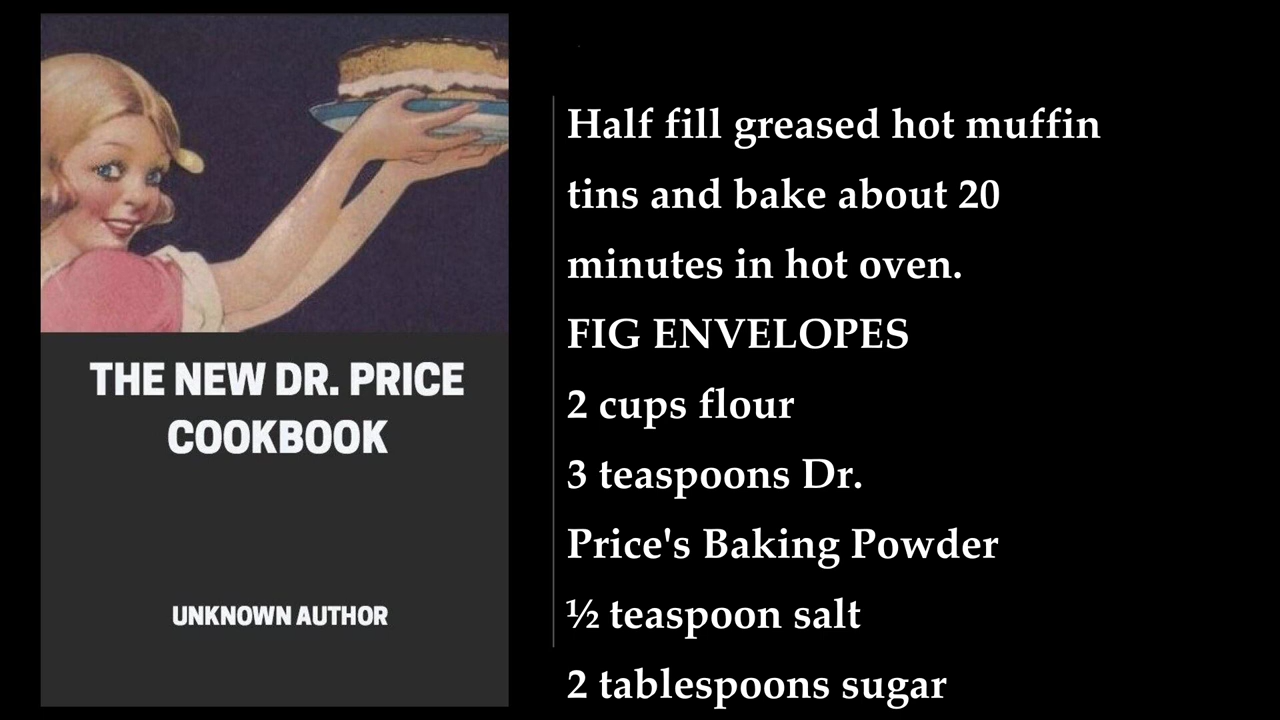 THE NEW DR. PRICE
COOKBOOK
UNKNOWN AUTHOR
Half fill greased hot muffin
tins and bake about 20
minutes in hot oven.
FIG ENVELOPES
2 cups flour
3 teaspoons Dr.
Price's Baking Powder
½ teaspoon salt
2 tablespoons sugar